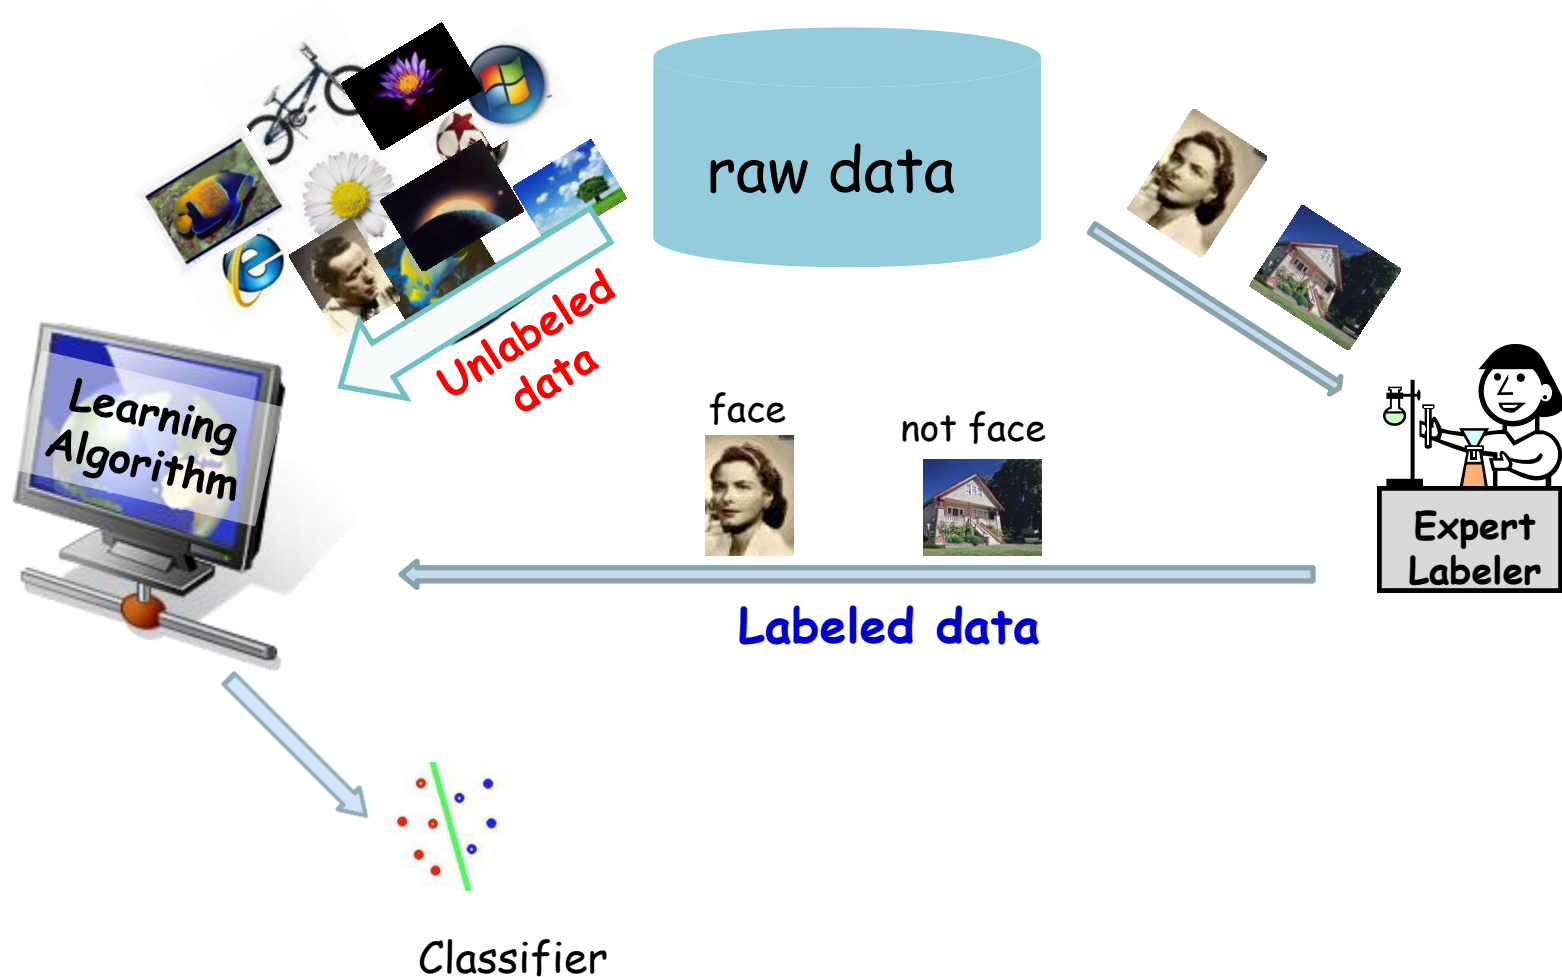 raw data
Unlabeled
data
Learning
Algorithm
face
not face
Expert
Labeler
Labeled data
Classifier